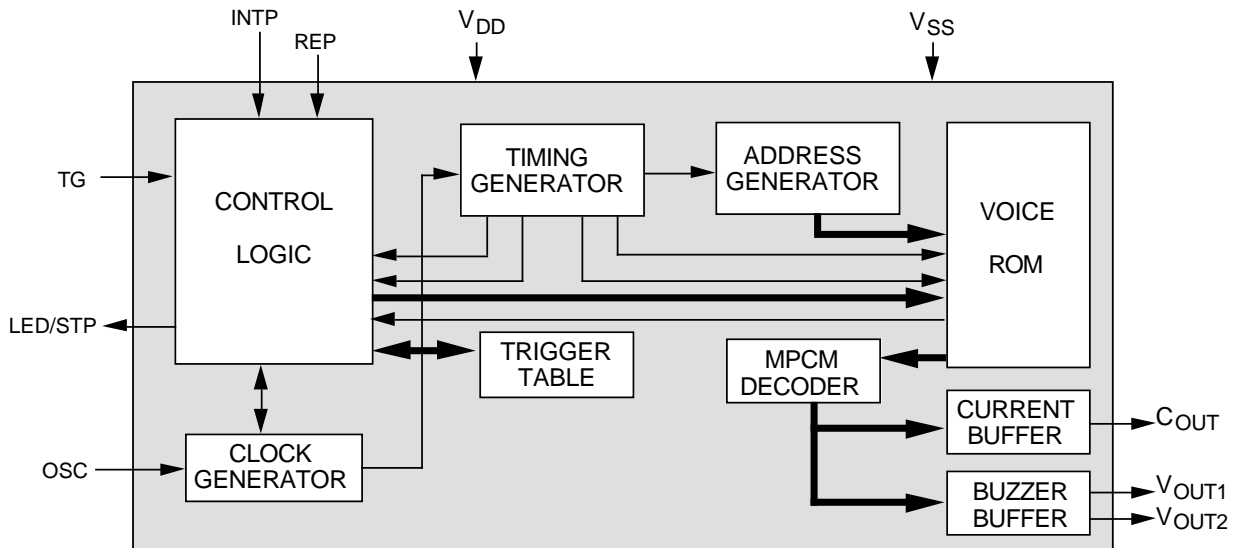 INTP
REP
VDD
VSS
TG
CONTROL
LOGIC
TIMING
GENERATOR
ADDRESS
GENERATOR
VOICE
ROM
LED/STP
TRIGGER
TABLE
MPCM
DECODER
CURRENT
BUFFER
COUT
OSC
CLOCK
GENERATOR
BUZZER
BUFFER
VOUT1
VOUT2